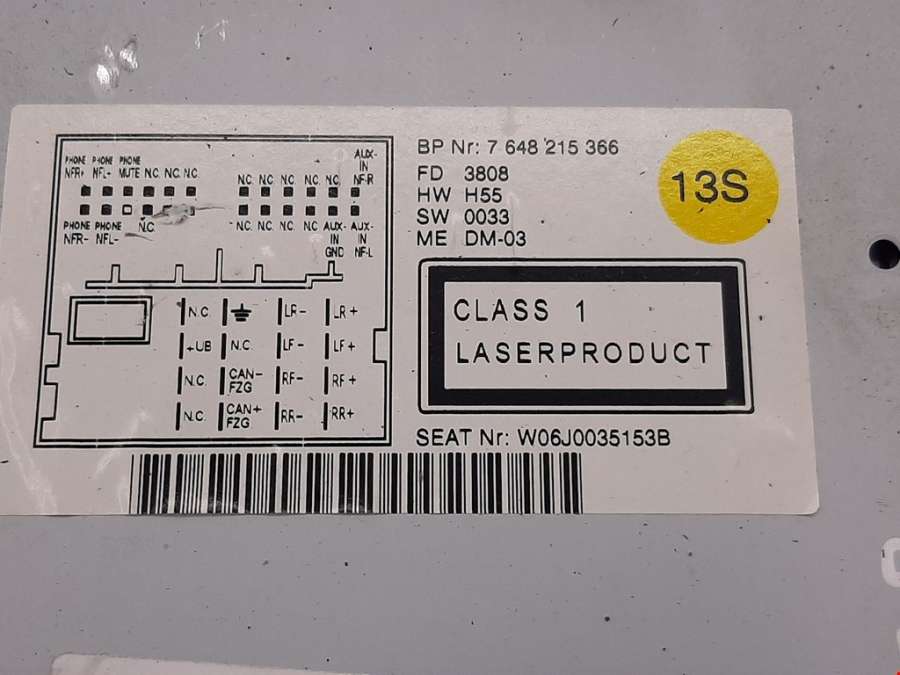 PHONE PHONE PHONE
NFR+ NFL+ MUTE N.C. N.C. N.C.
AUX-
IN
NF-R
N.C. N.C. N.C. N.C. N.C.
PHONE PHONE N.C.
NFR- NFL-
N.C. N.C. N.C. N.C. AUX- AUX-
IN IN
GND NF-L
N.C. LR- LR+
+UB N.C. LF- LF+
N.C. CAN- RF- RF+
FZG
N.C. CAN+ RR- RR+
FZG
BP Nr: 7 648 215 366
FD 3808
HW H55
SW 0033
ME DM-03
13S
CLASS 1
LASERPRODUCT
SEAT Nr: W06J0035153B